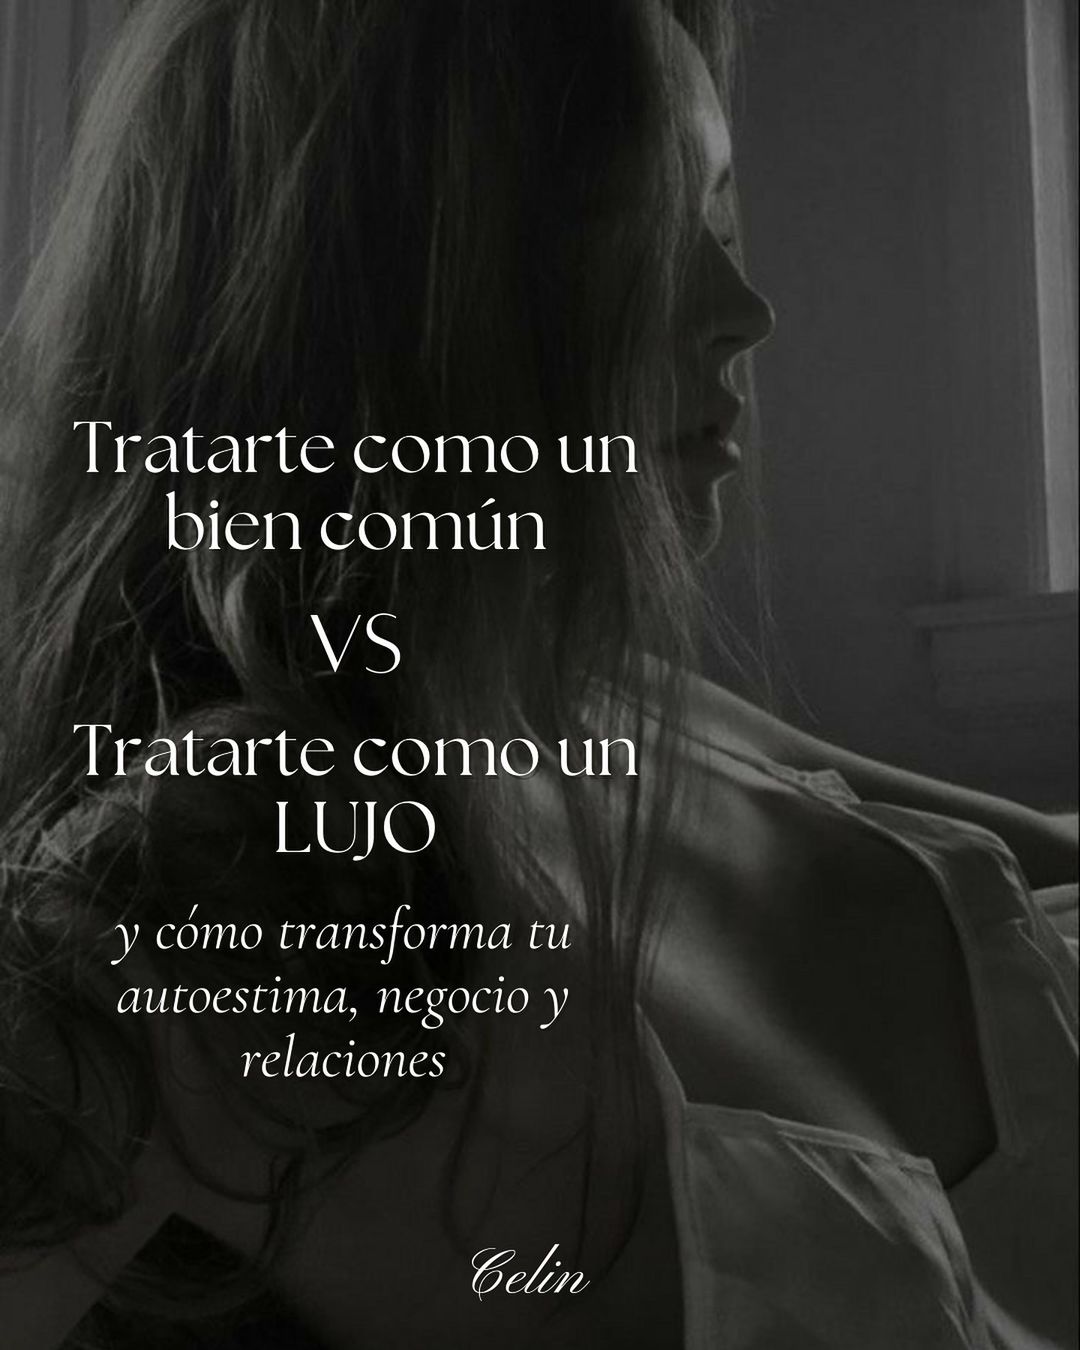 Tratarte como un
bien común
VS
Tratarte como un
LUJO
y cómo transforma tu
autoestima, negocio y
relaciones
Celin